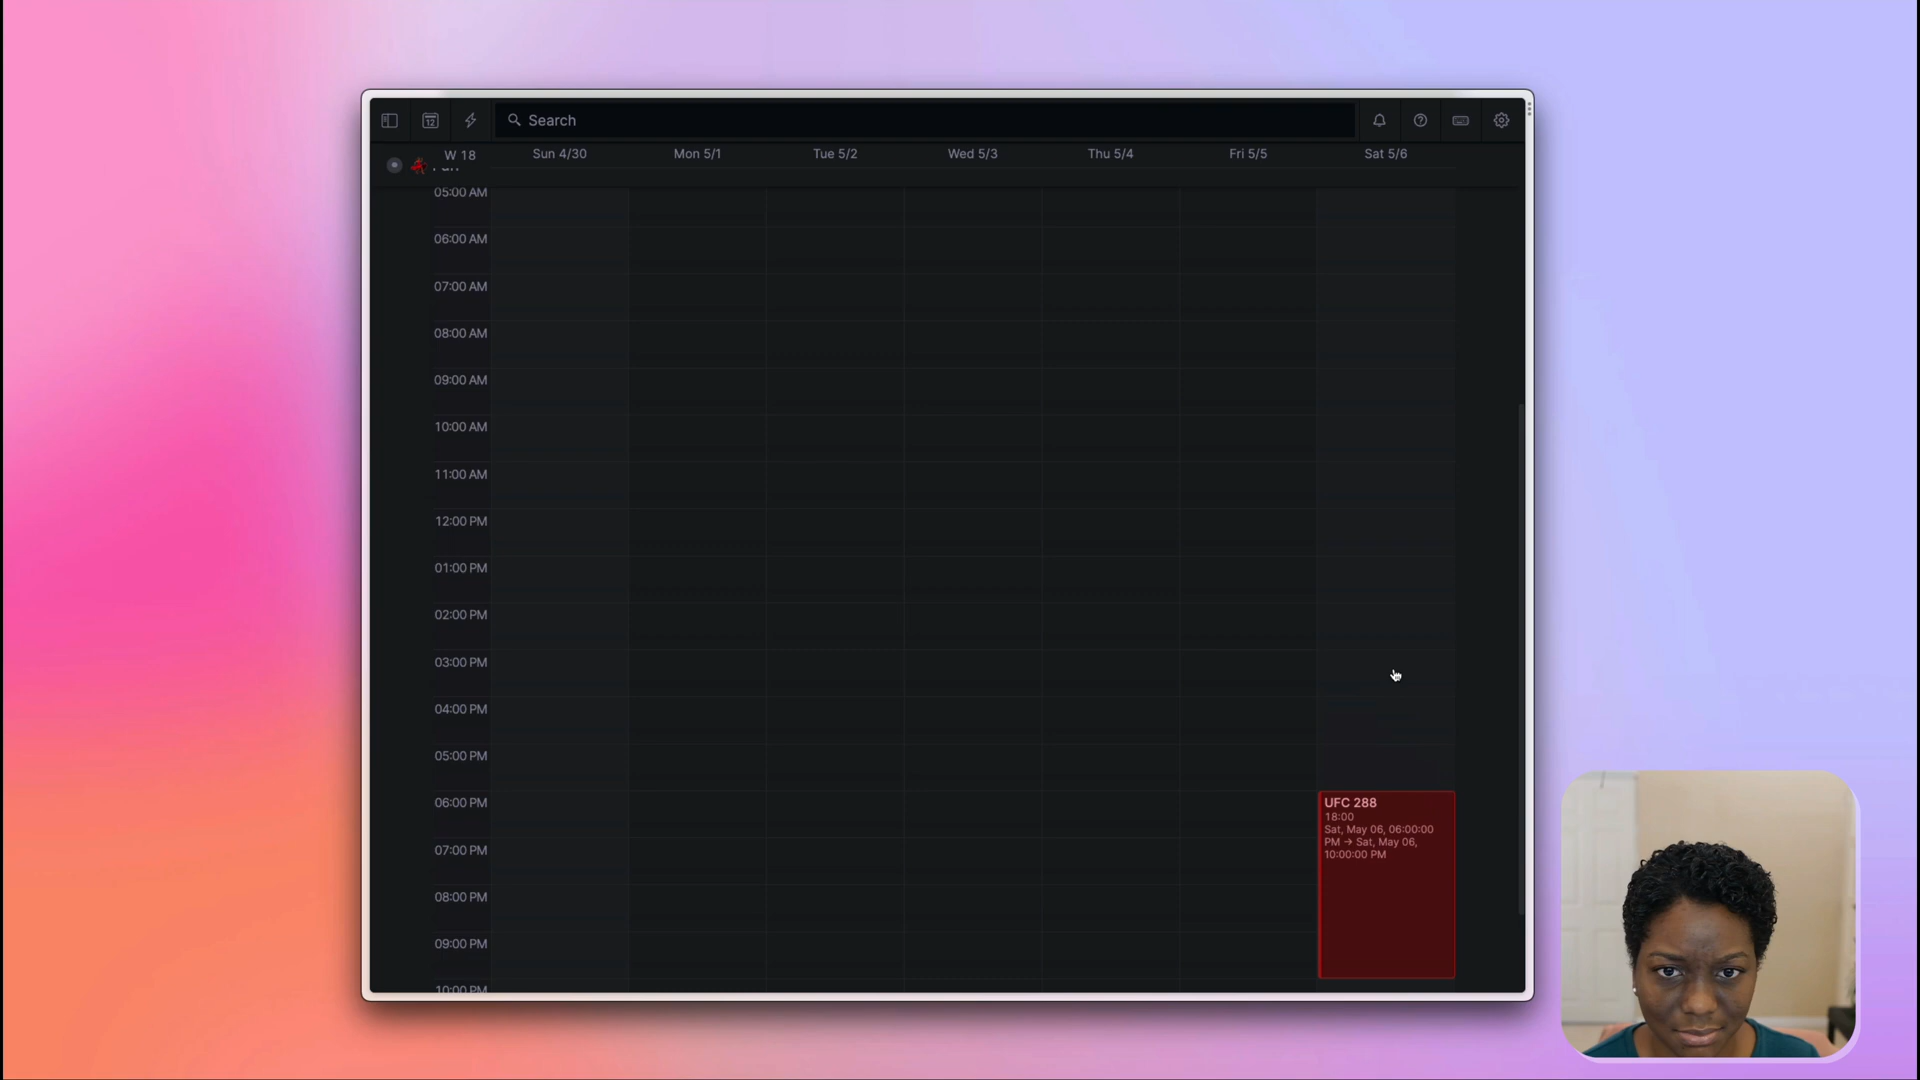 12
Search
W 18
Sun 4/30
Mon 5/1
Tue 5/2
Wed 5/3
Thu 5/4
Fri 5/5
Sat 5/6
05:00 AM
06:00 AM
07:00 AM
08:00 AM
09:00 AM
10:00 AM
11:00 AM
12:00 PM
01:00 PM
02:00 PM
03:00 PM
04:00 PM
05:00 PM
06:00 PM
07:00 PM
08:00 PM
09:00 PM
10:00 PM
UFC 288
18:00
Sat, May 06, 06:00:00
PM → Sat, May 06,
10:00:00 PM